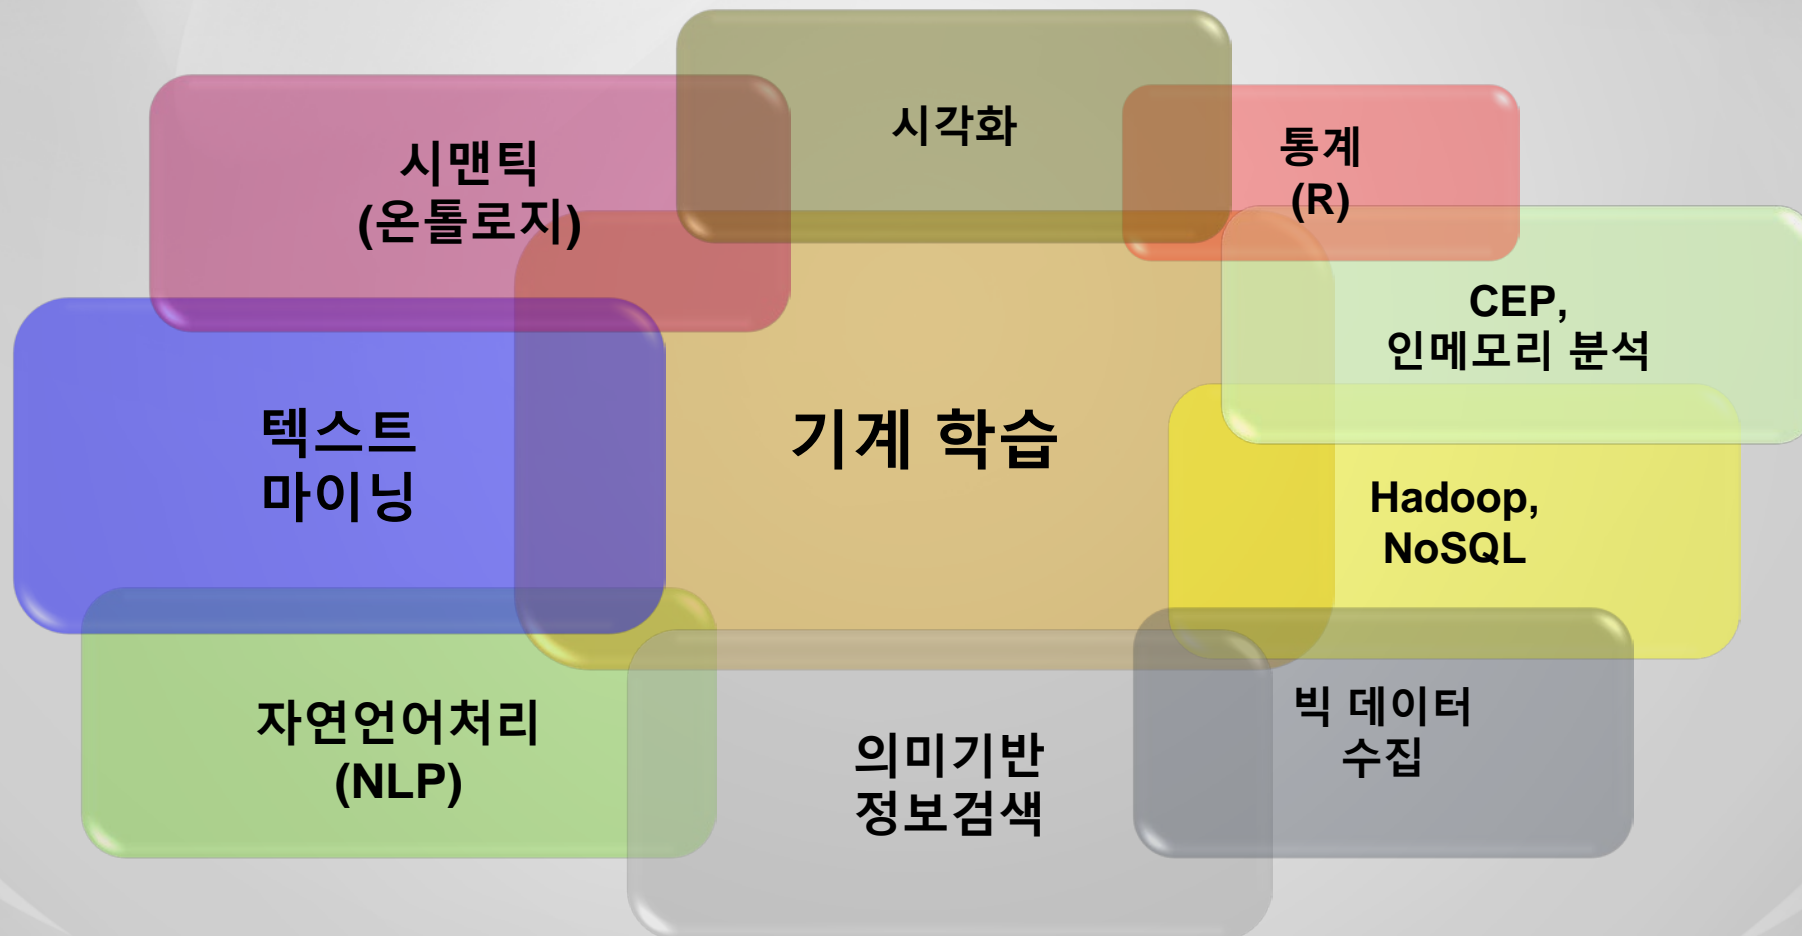 시각화
시맨틱
(온톨로지)
통계
(R)
CEP,
인메모리 분석
텍스트
마이닝
기계 학습
Hadoop,
NoSQL
자연언어처리
(NLP)
의미기반
정보검색
빅 데이터
수집